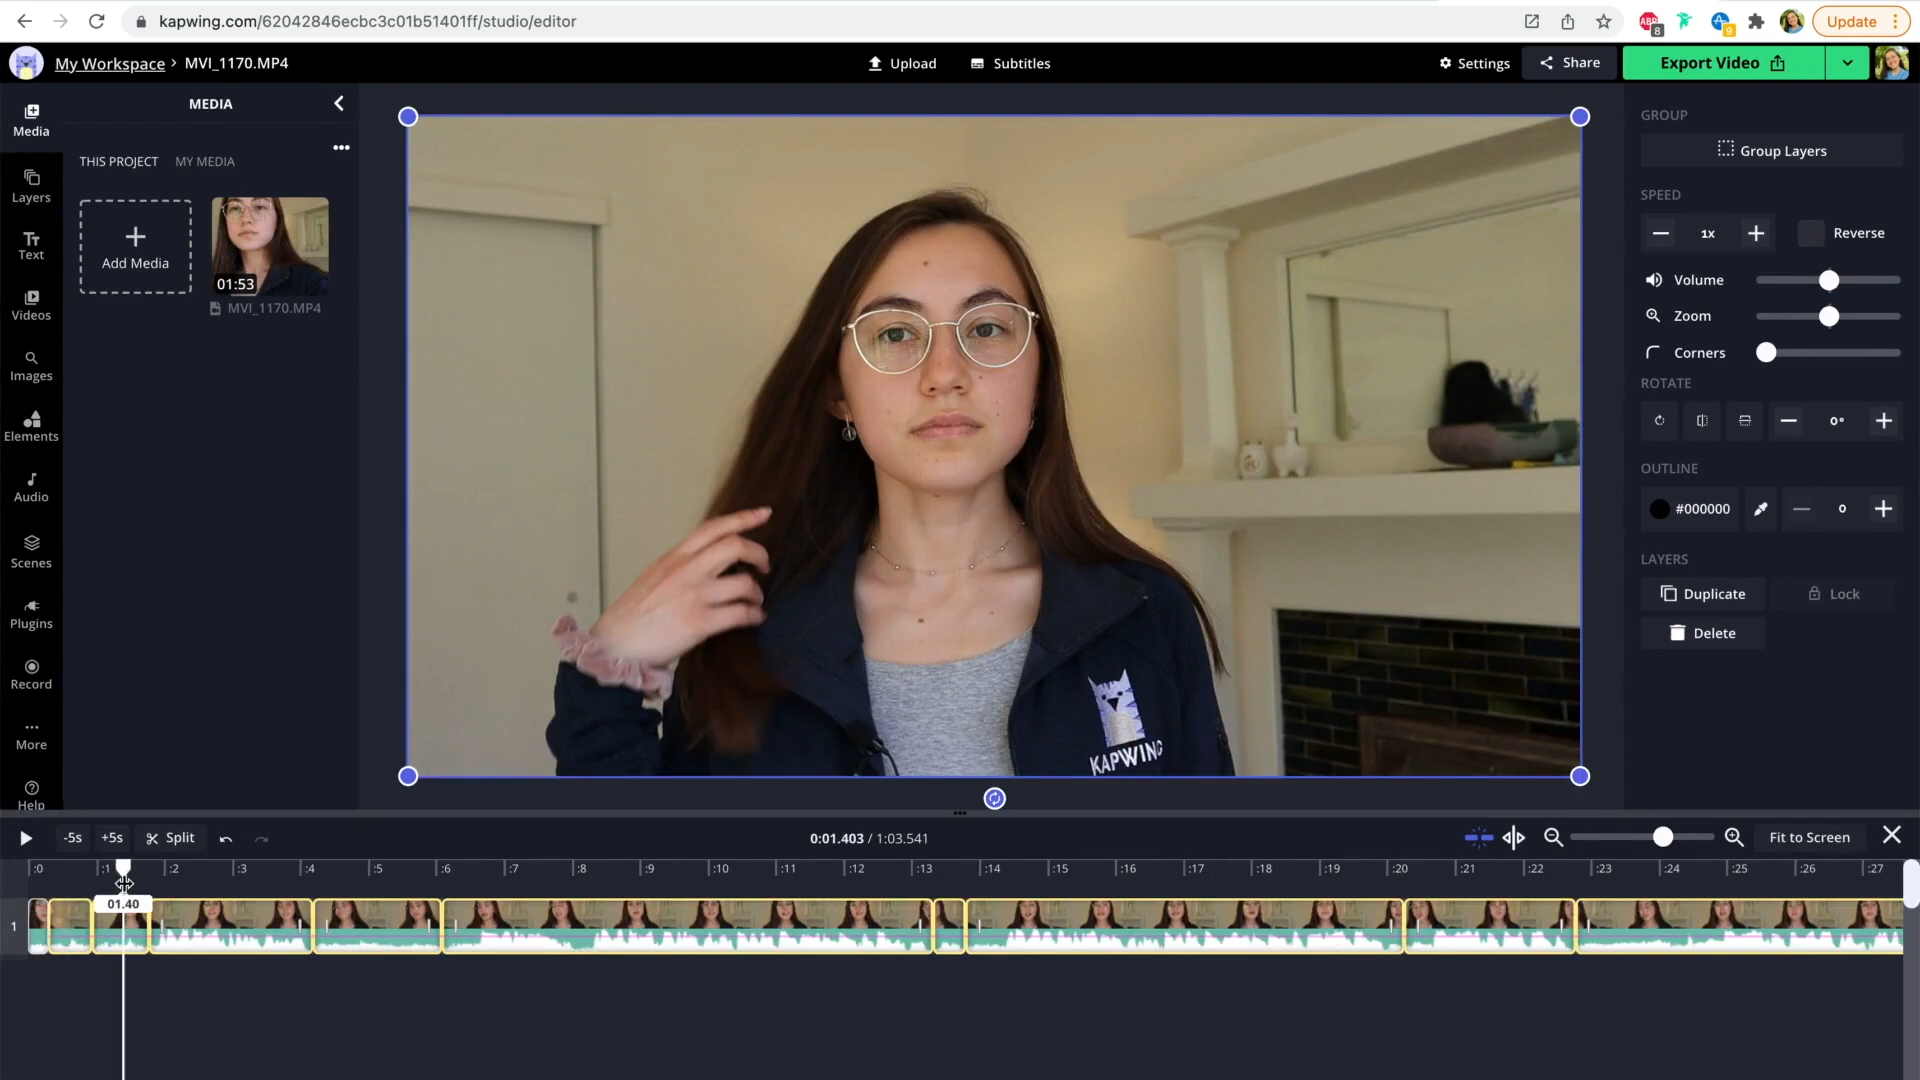 kapwing.com/62042846ecbc3c01b51401ff/studio/editor
ABP
8
9
Update
My Workspace › MVI_1170.MP4
Upload
Subtitles
Settings
Share
Export Video
Media
Layers
Text
Videos
Images
Elements
Audio
Scenes
Plugins
Record
More
Help
MEDIA
THIS PROJECT
MY MEDIA
Add Media
01:53
MVI_1170.MP4
KAPWING
GROUP
Group Layers
SPEED
1x
Reverse
Volume
Zoom
Corners
ROTATE
0°
OUTLINE
#000000
0
LAYERS
Duplicate
Lock
Delete
-5s
+5s
Split
0:01.403 / 1:03.541
Fit to Screen
:0 :1 :2 :3 :4 :5 :6 :7 :8 :9 :10 :11 :12 :13 :14 :15 :16 :17 :18 :19 :20 :21 :22 :23 :24 :25 :26 :27
01.40
1